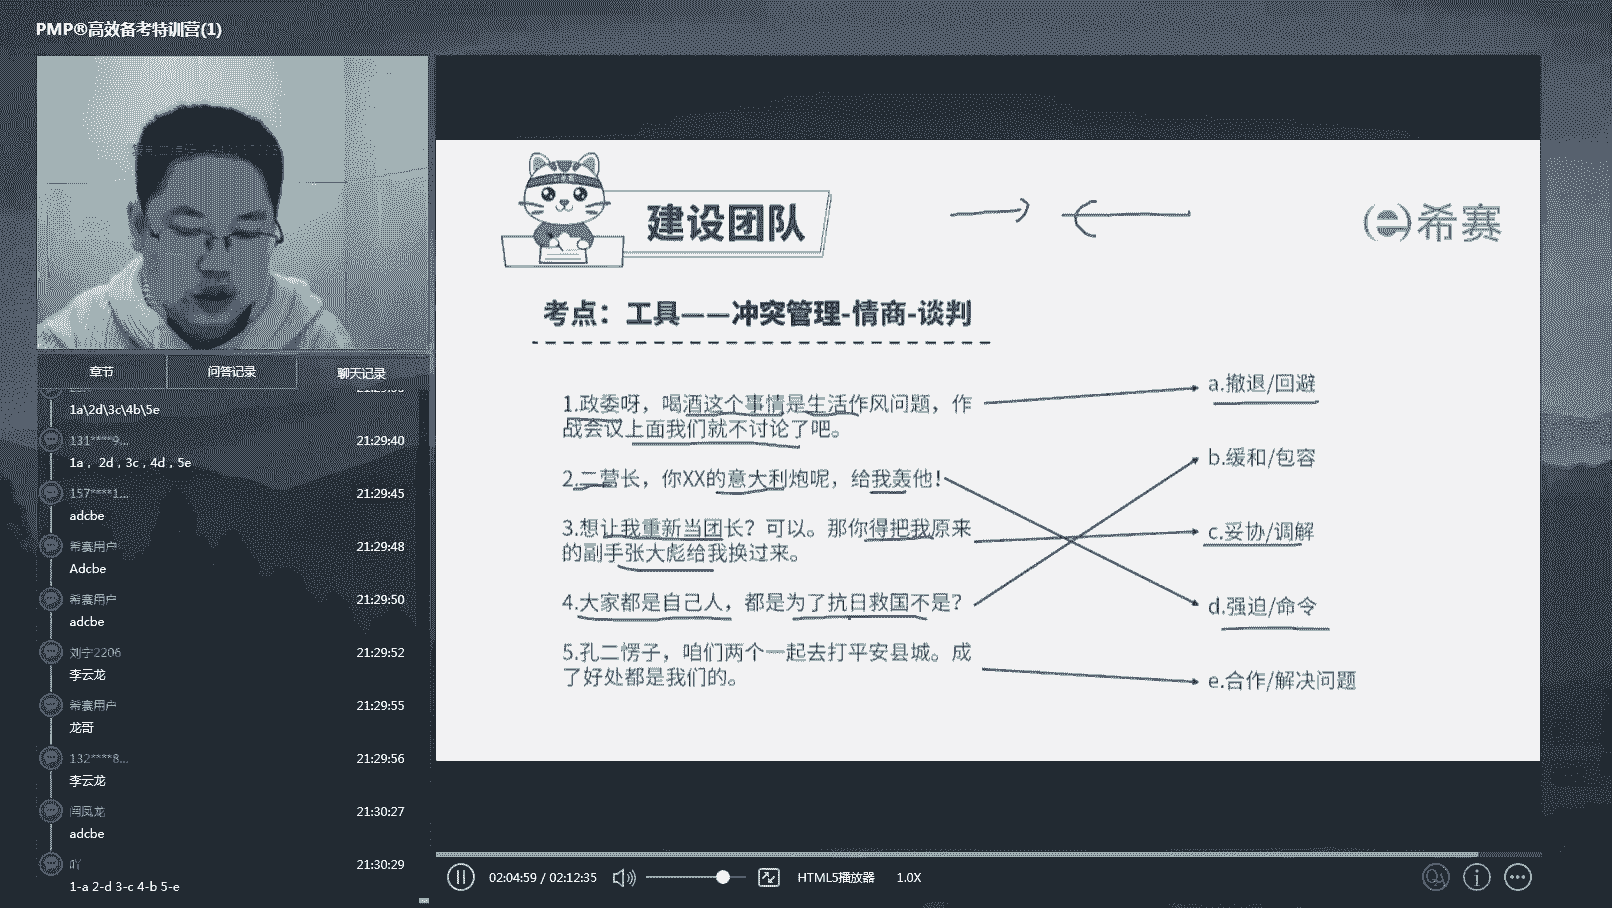 PMP®高效备考特训营(1)
章节
问答记录
聊天记录
1a\2d\3c\4b\5e
131****9...
21:29:40
1a，2d，3c，4d，5e
157****1...
21:29:45
adcbe
希赛用户
21:29:48
Adcbe
希赛用户
21:29:50
adcbe
刘宇2206
21:29:52
李云龙
希赛用户
21:29:55
龙哥
132****8...
21:29:56
李云龙
闫凤龙
21:30:27
adcbe
吖
21:30:29
1-a 2-d 3-c 4-b 5-e
建设团队
希赛
考点：工具——冲突管理-情商-谈判
1.政委呀，喝酒这个事情是生活作风问题，作
战会议上面我们就不讨论了吧。
2.二营长，你XX的意大利炮呢，给我轰他！
3.想让我重新当团长？可以。那你得把我原来
的副手张大彪给我换过来。
4.大家都是自己人，都是为了抗日救国不是？
5.孔二愣子，咱们两个一起去打平安县城。成
了好处都是我们的。
a.撤退/回避
b.缓和/包容
c.妥协/调解
d.强迫/命令
e.合作/解决问题
02:04:59 / 02:12:35
HTML5播放器
1.0X